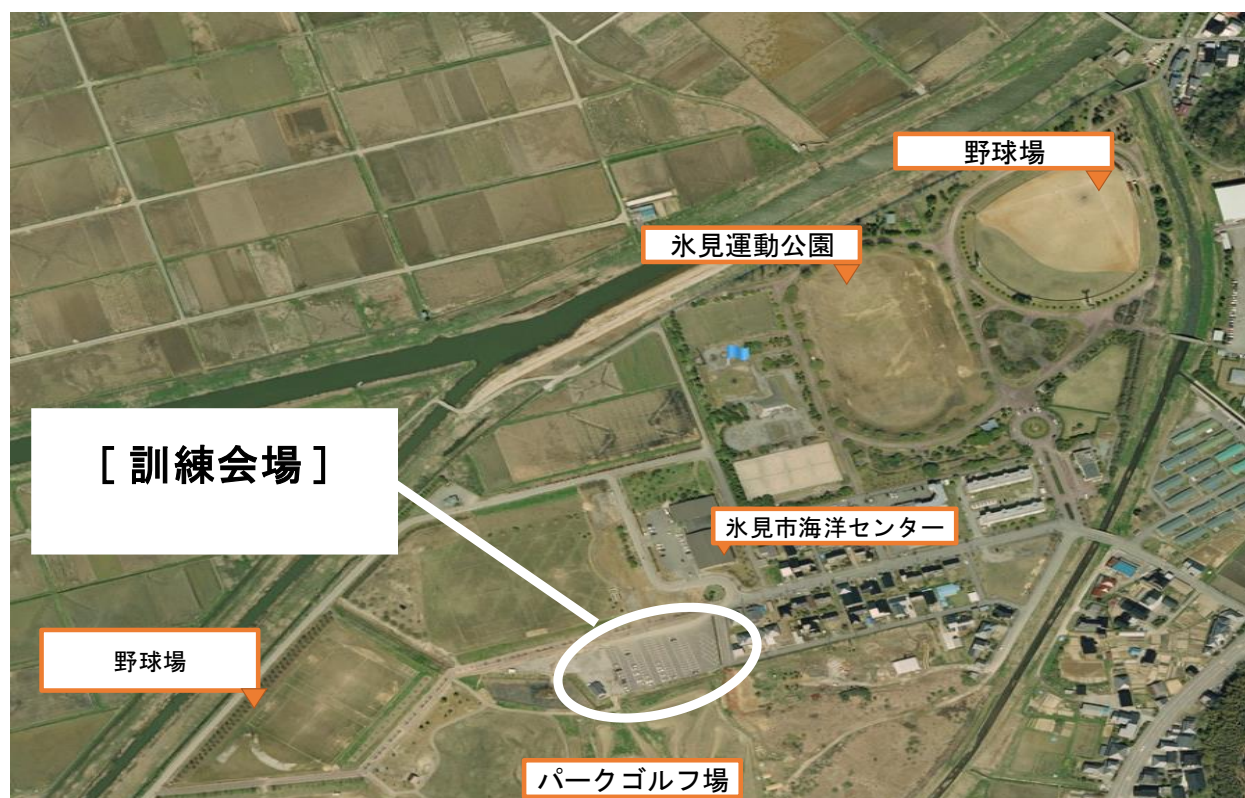 野球場
氷見運動公園
[ 訓練会場 ]
氷見市海洋センター
野球場
パークゴルフ場